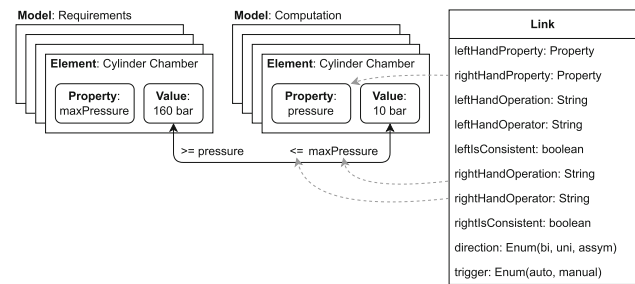 Model: Requirements
Element: Cylinder Chamber
Property:
maxPressure
Value:
160 bar
Model: Computation
Element: Cylinder Chamber
Property:
pressure
Value:
10 bar
>= pressure
<= maxPressure
Link
leftHandProperty: Property
rightHandProperty: Property
leftHandOperation: String
leftHandOperator: String
leftIsConsistent: boolean
rightHandOperation: String
rightHandOperator: String
rightIsConsistent: boolean
direction: Enum(bi, uni, assym)
trigger: Enum(auto, manual)